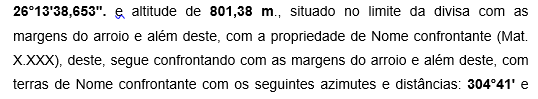 26°13'38,653". e altitude de 801,38 m., situado no limite da divisa com as
margens do arroio e além deste, com a propriedade de Nome confrontante (Mat.
X.XXX), deste, segue confrontando com as margens do arroio e além deste, com
terras de Nome confrontante com os seguintes azimutes e distâncias: 304°41' e